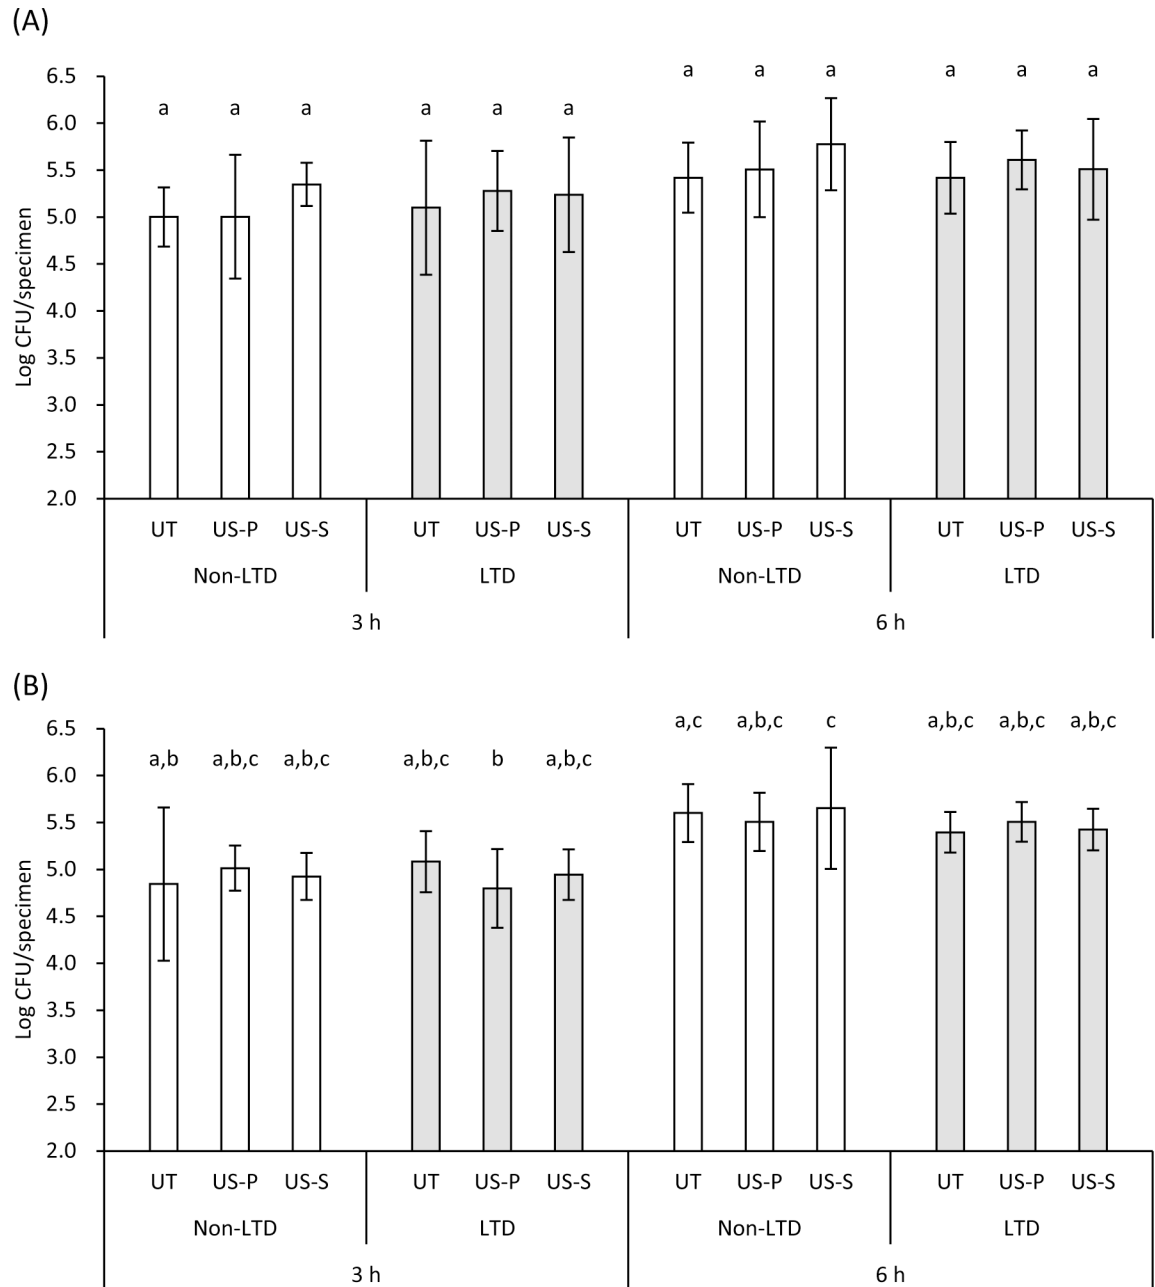 (A)
Log CFU/specimen
6.5
6.0
5.5
5.0
4.5
4.0
3.5
3.0
2.5
2.0
a a a a a a a a a a a a
UT US-P US-S UT US-P US-S UT US-P US-S UT US-P US-S
Non-LTD LTD Non-LTD LTD
3 h 6 h
(B)
Log CFU/specimen
6.5
6.0
5.5
5.0
4.5
4.0
3.5
3.0
2.5
2.0
a,b a,b,c a,b,c a,b,c b a,b,c a,c a,b,c c a,b,c a,b,c a,b,c
UT US-P US-S UT US-P US-S UT US-P US-S UT US-P US-S
Non-LTD LTD Non-LTD LTD
3 h 6 h